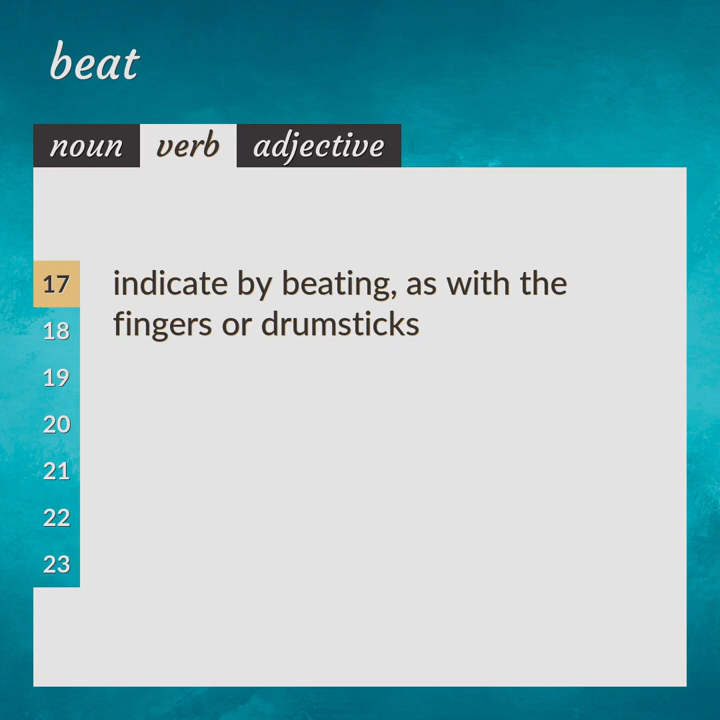 beat
noun verb adjective
17 indicate by beating, as with the
fingers or drumsticks
18
19
20
21
22
23